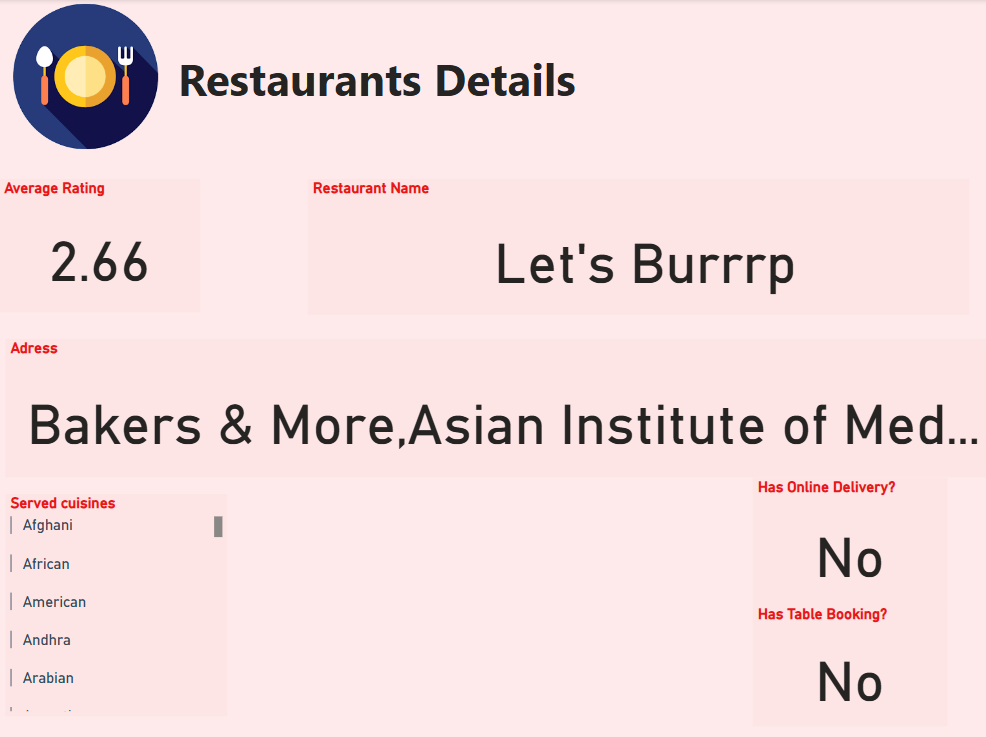 Restaurants Details
Average Rating
2.66
Restaurant Name
Let's Burrrp
Adress
Bakers & More,Asian Institute of Med...
Served cuisines
Afghani
African
American
Andhra
Arabian
Has Online Delivery?
No
Has Table Booking?
No